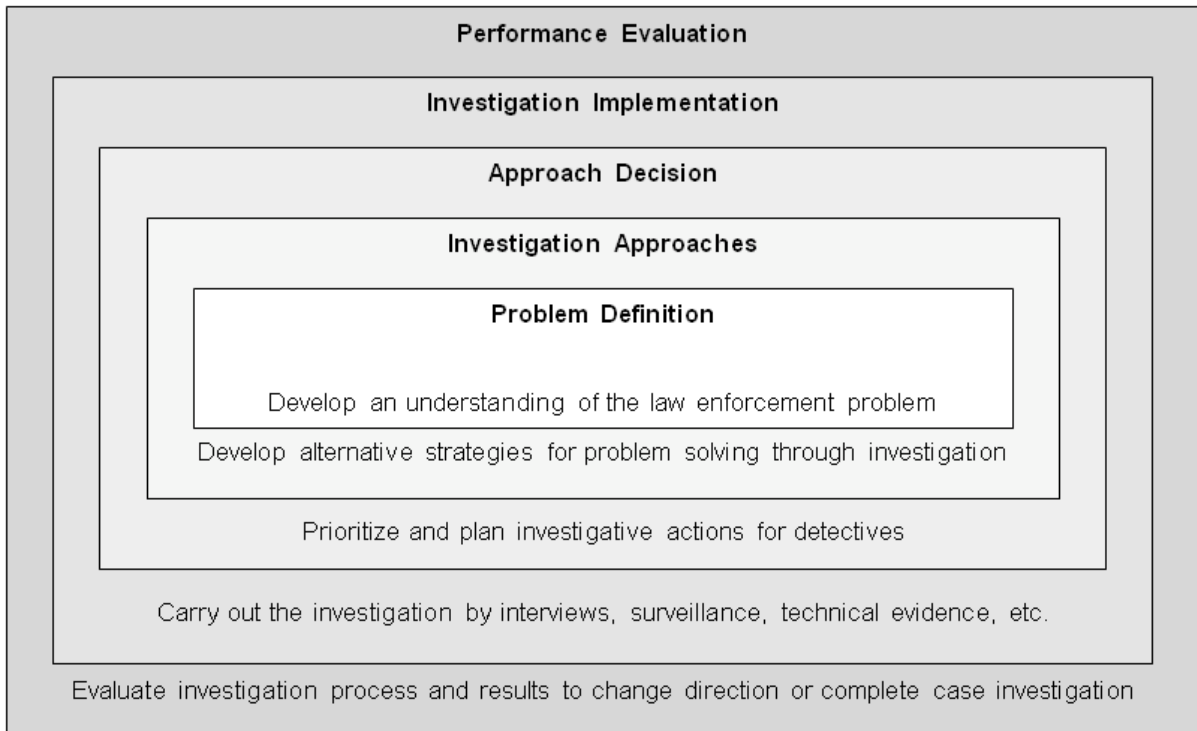 Performance Evaluation
Investigation Implementation
Approach Decision
Investigation Approaches
Problem Definition
Develop an understanding of the law enforcement problem
Develop alternative strategies for problem solving through investigation
Prioritize and plan investigative actions for detectives
Carry out the investigation by interviews, surveillance, technical evidence, etc.
Evaluate investigation process and results to change direction or complete case investigation